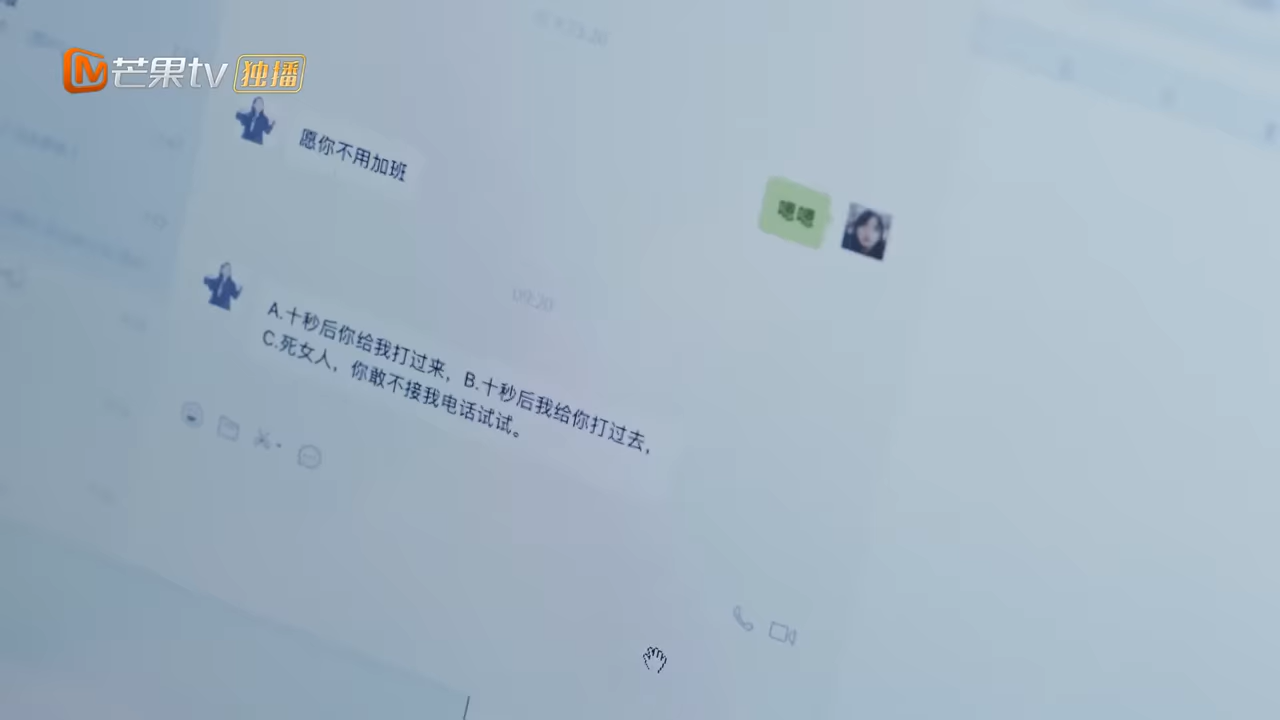 芒果tv 独播
愿你不用加班
嗯嗯
A.十秒后你给我打过来，B.十秒后我给你打过去，
C.死女人，你敢不接我电话试试。